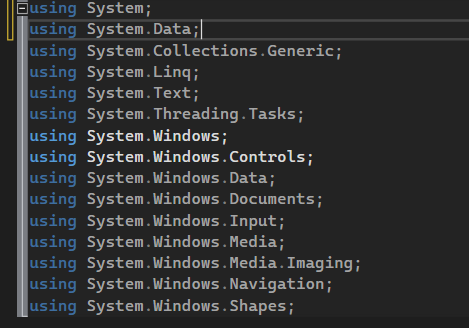 using System;
using System.Data;
using System.Collections.Generic;
using System.Linq;
using System.Text;
using System.Threading.Tasks;
using System.Windows;
using System.Windows.Controls;
using System.Windows.Data;
using System.Windows.Documents;
using System.Windows.Input;
using System.Windows.Media;
using System.Windows.Media.Imaging;
using System.Windows.Navigation;
using System.Windows.Shapes;